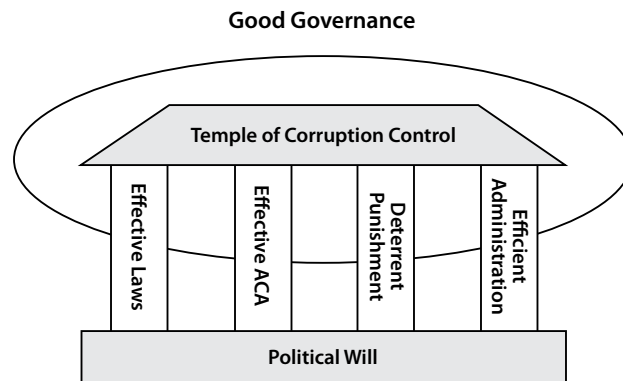 Good Governance
Temple of Corruption Control
Effective Laws
Effective ACA
Deterrent
Punishment
Efficient
Administration
Political Will